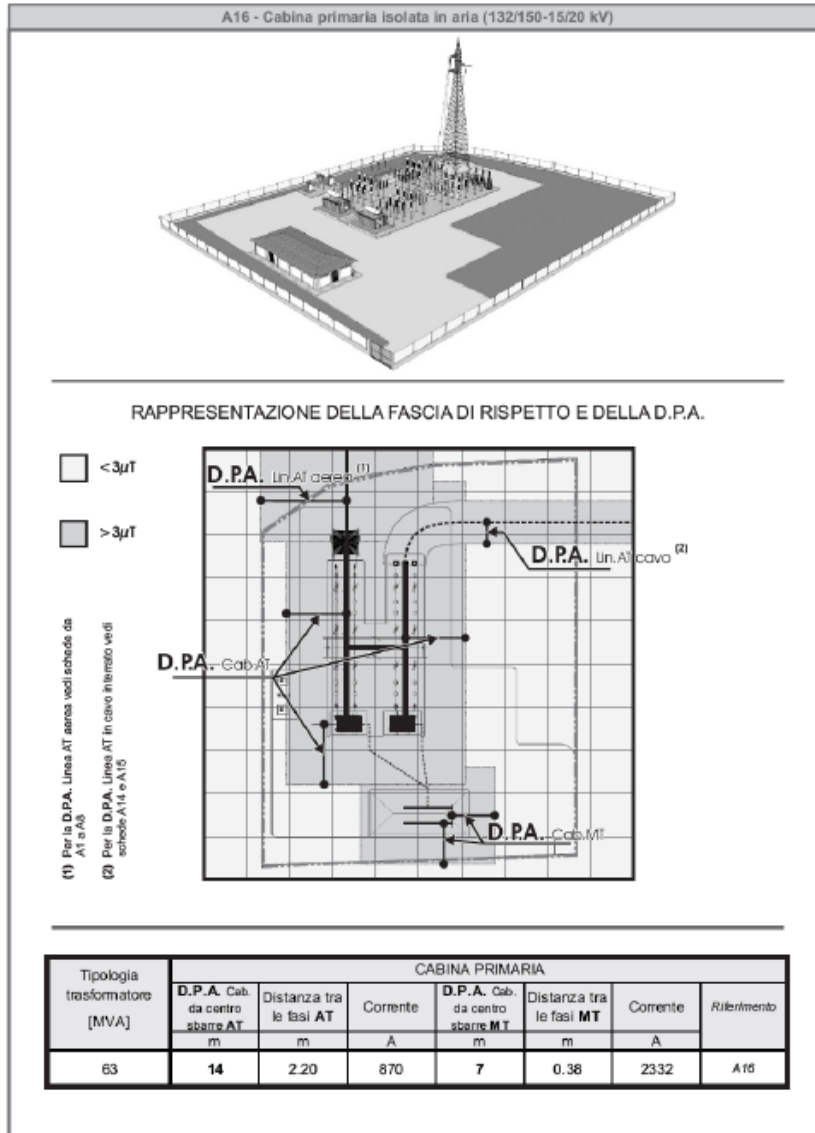 A16 - Cabina primaria isolata in aria (132/150-15/20 kV)
RAPPRESENTAZIONE DELLA FASCIA DI RISPETTO E DELLA D.P.A.
<3μT
>3μT
(1) Per la D.P.A. Linea AT aerea vedi schede da
A1 a A8
(2) Per la D.P.A. Linea AT in cavo interrato vedi
schede A14 e A15
D.P.A. Lin.AT aerea (1)
D.P.A. Lin.AT cavo (2)
D.P.A. Cab.AT
D.P.A. Cab.MT
Tipologia
trasformatore
[MVA]
CABINA PRIMARIA
D.P.A. Cab.
da centro
sbarre AT
Distanza tra
le fasi AT
Corrente
D.P.A. Cab.
da centro
sbarre MT
Distanza tra
le fasi MT
Corrente
Riferimento
m m A m m A
63 14 2.20 870 7 0.38 2332 A16